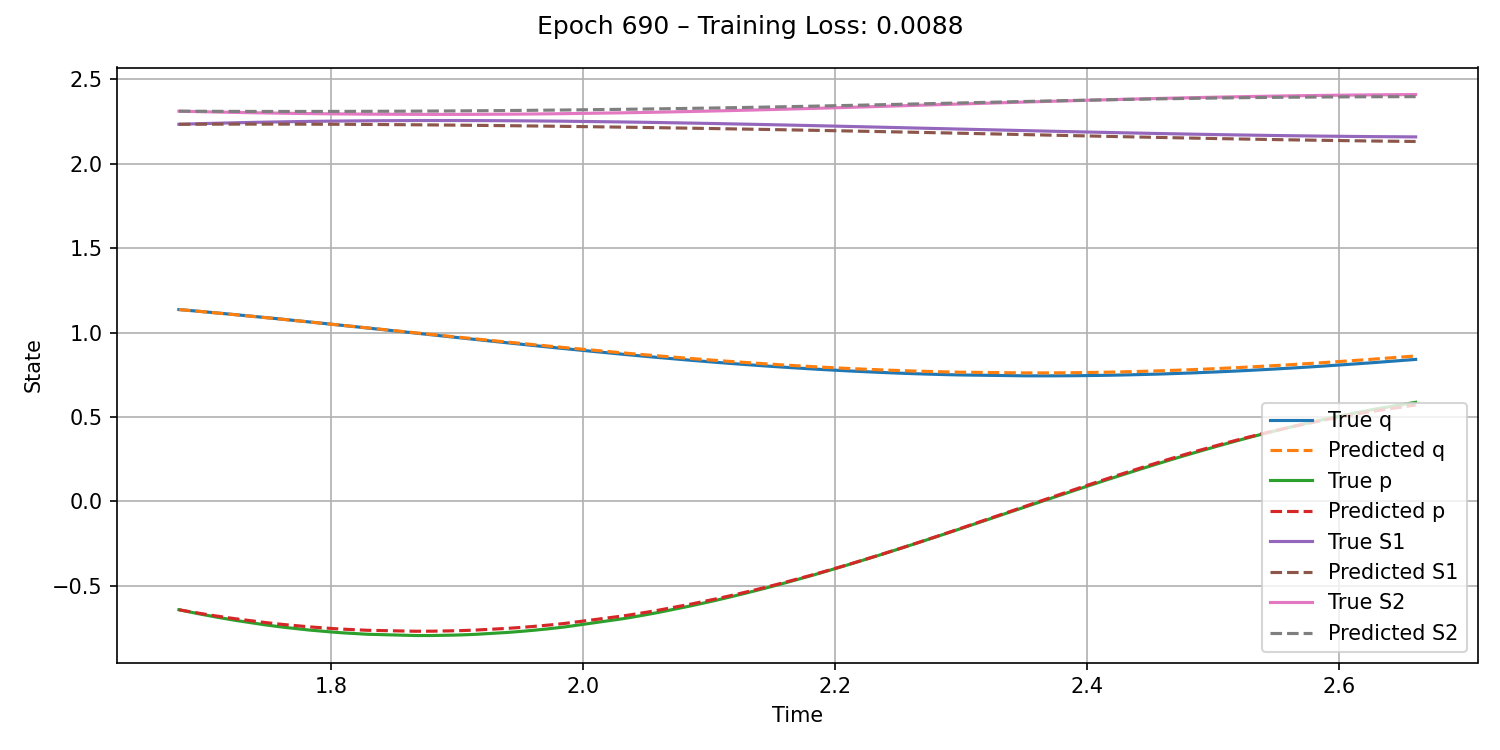 Epoch 690 – Training Loss: 0.0088
2.5
2.0
1.5
1.0
0.5
0.0
−0.5
State
1.8 2.0 2.2 2.4 2.6
Time
True q
Predicted q
True p
Predicted p
True S1
Predicted S1
True S2
Predicted S2